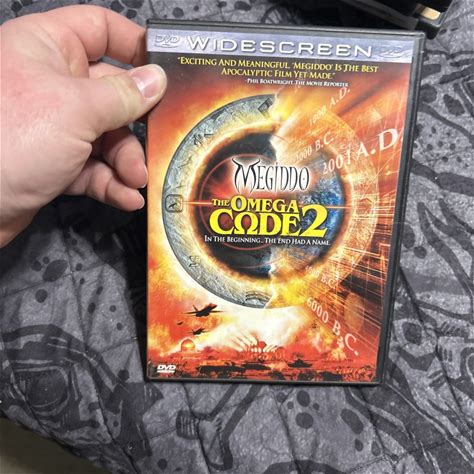 DVD WIDESCREEN DVD
"EXCITING AND MEANINGFUL, 'MEGIDDO' IS THE BEST
APOCALYPTIC FILM YET MADE."
-PHIL BOATWRIGHT, THE MOVIE REPORTER
1000 A.D.
2000 B.C.
2001 A.D.
MEGIDDO
THE OMEGA
CODE 2
IN THE BEGINNING.. THE END HAD A NAME.
6000 B.C.
DVD